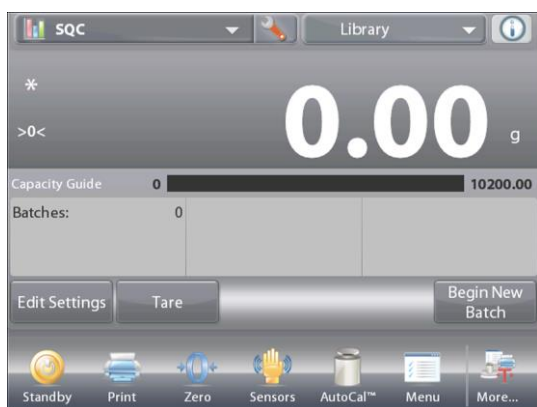 SQC
Library
*
>0<
0.00 g
Capacity Guide 0 10200.00
Batches: 0
Edit Settings
Tare
Begin New
Batch
Standby
Print
Zero
Sensors
AutoCal™
Menu
More...